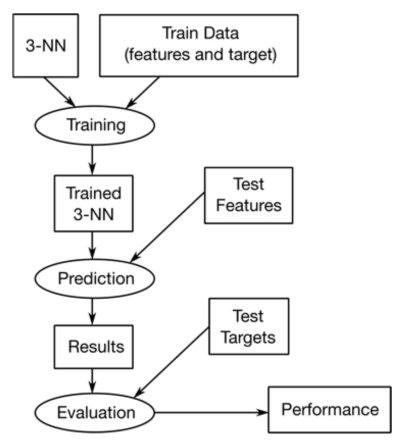 3-NN
Train Data
(features and target)
Training
Trained
3-NN
Test
Features
Prediction
Results
Test
Targets
Evaluation
Performance